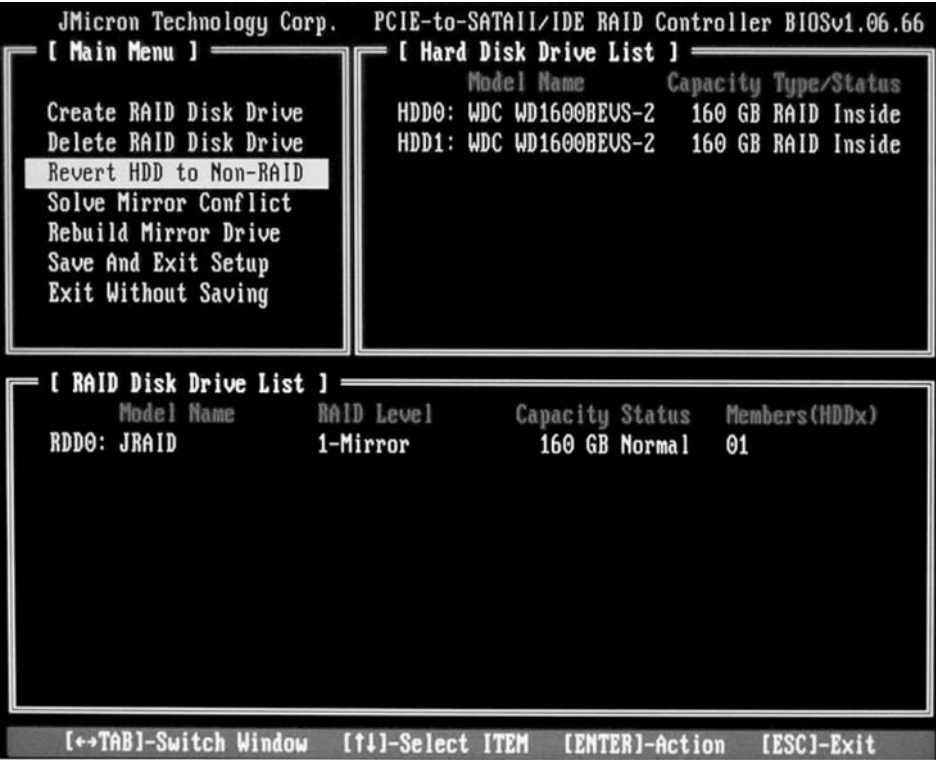 JMicron Technology Corp. PCIE-to-SATAII/IDE RAID Controller BIOSv1.06.66
[ Main Menu ]
Create RAID Disk Drive
Delete RAID Disk Drive
Revert HDD to Non-RAID
Solve Mirror Conflict
Rebuild Mirror Drive
Save And Exit Setup
Exit Without Saving
[ Hard Disk Drive List ]
Model Name Capacity Type/Status
HDD0: WDC WD1600BEVS-2 160 GB RAID Inside
HDD1: WDC WD1600BEVS-2 160 GB RAID Inside
[ RAID Disk Drive List ]
Model Name RAID Level Capacity Status Members(HDDx)
RDD0: JRAID 1-Mirror 160 GB Normal 01
[↔TAB]-Switch Window [↑↓]-Select ITEM [ENTER]-Action [ESC]-Exit